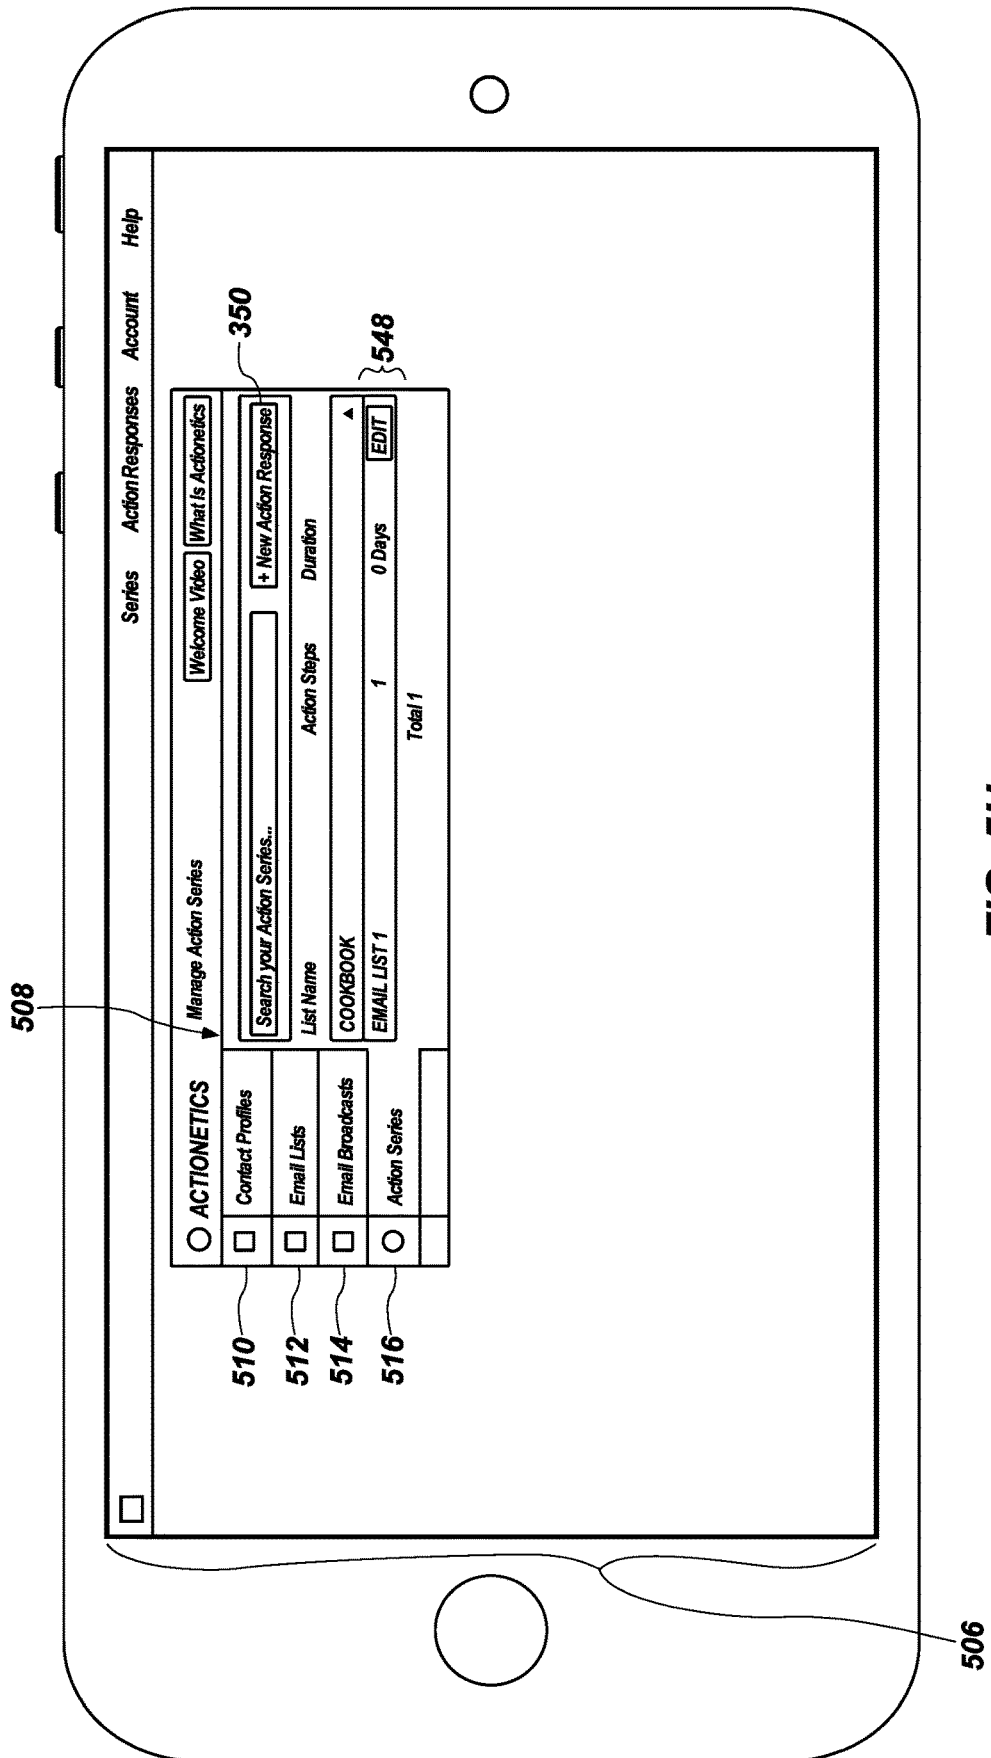 Series Action Responses Account Help
508
ACTIONETICS Manage Action Series Welcome Video What Is Actionetics
510 Contact Profiles Search your Action Series... + New Action Response 350
512 Email Lists List Name Action Steps Duration
514 Email Broadcasts COOKBOOK
516 Action Series EMAIL LIST 1 1 0 Days EDIT 548
Total 1
506